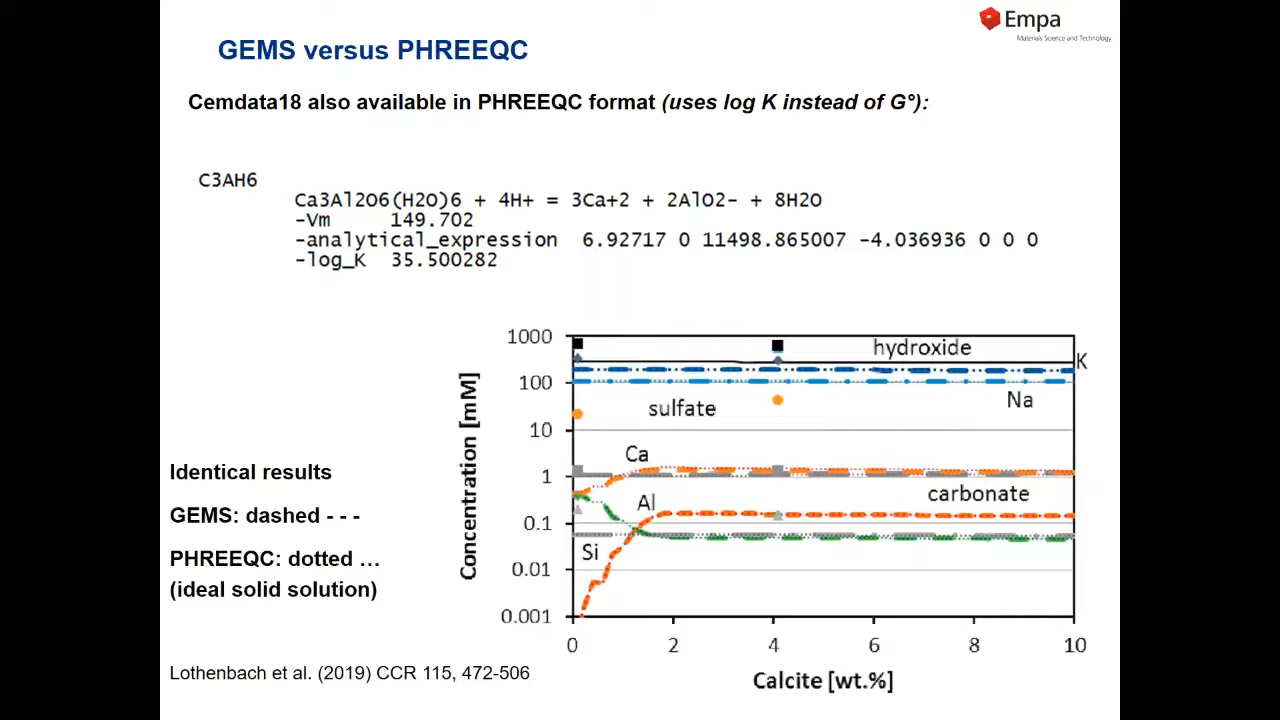 Empa
Materials Science and Technology
GEMS versus PHREEQC
Cemdata18 also available in PHREEQC format (uses log K instead of G°):
C3AH6
Ca3Al2O6(H2O)6 + 4H+ = 3Ca+2 + 2AlO2- + 8H2O
-Vm 149.702
-analytical_expression 6.92717 0 11498.865007 -4.036936 0 0 0
-log_K 35.500282
Identical results
GEMS: dashed - - -
PHREEQC: dotted …
(ideal solid solution)
Concentration [mM]
1000
100
10
1
0.1
0.01
0.001
hydroxide
K
Na
sulfate
Ca
carbonate
Al
Si
0 2 4 6 8 10
Calcite [wt.%]
Lothenbach et al. (2019) CCR 115, 472-506